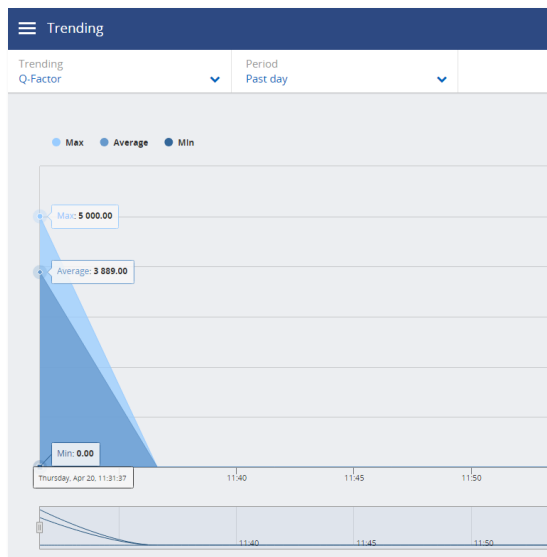 Trending
Trending
Period
Q-Factor
Past day
Max
Average
Min
Max: 5 000.00
Average: 3 889.00
Min: 0.00
Thursday, Apr 20, 11:31:37
11:40
11:45
11:50
11:40
11:45
11:50